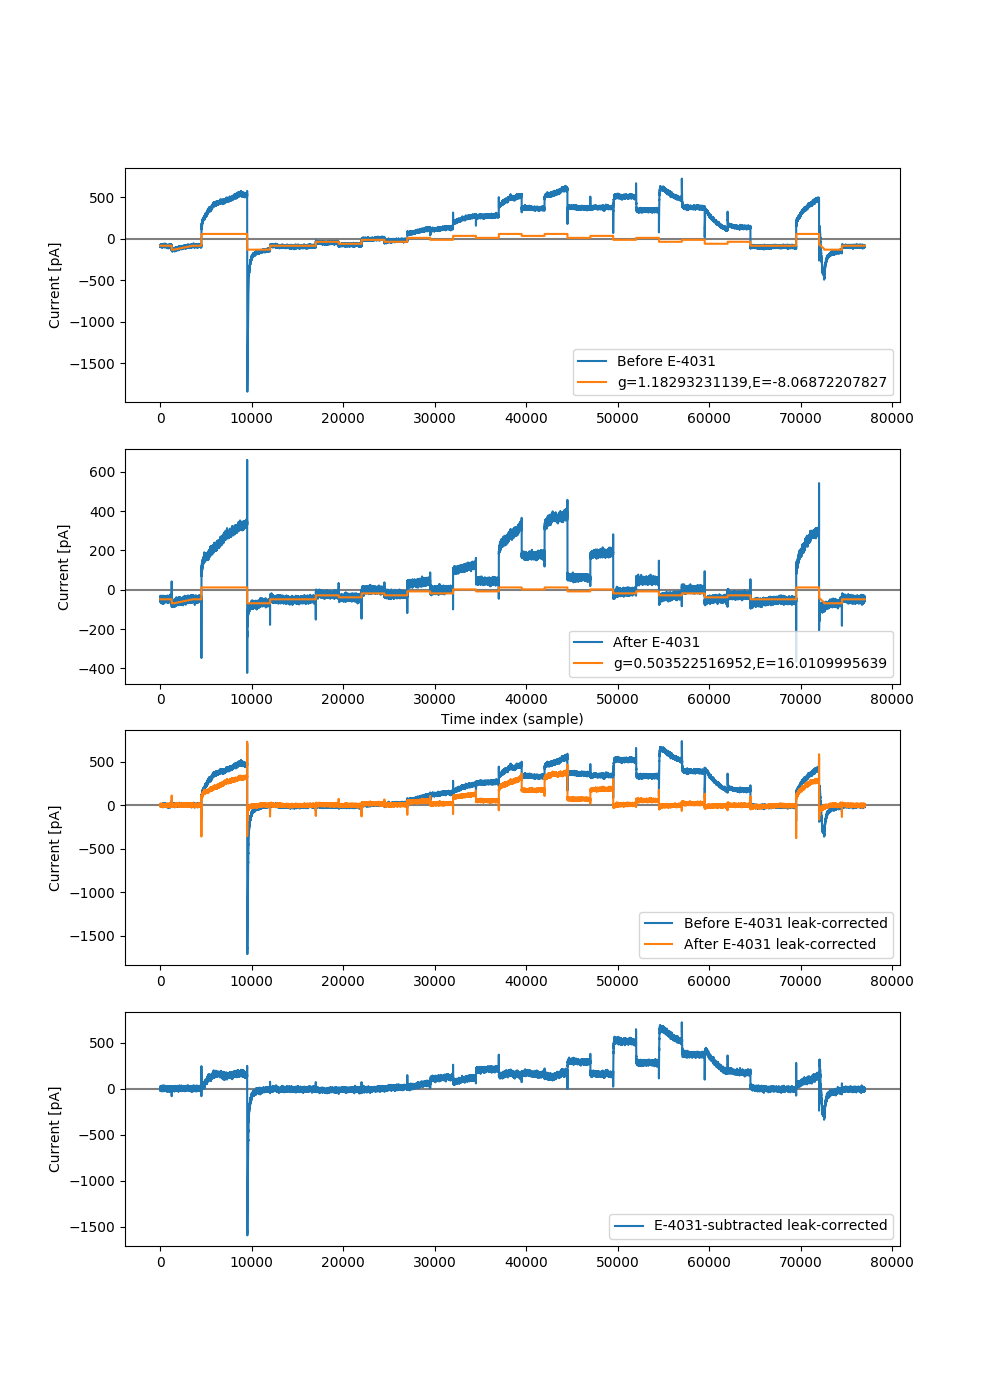 500
0
−500
−1000
−1500
Current [pA]
Before E-4031
g=1.18293231139,E=-8.06872207827
0 10000 20000 30000 40000 50000 60000 70000 80000
600
400
200
0
−200
−400
Current [pA]
After E-4031
g=0.503522516952,E=16.0109995639
0 10000 20000 30000 40000 50000 60000 70000 80000
Time index (sample)
500
0
−500
−1000
−1500
Current [pA]
Before E-4031 leak-corrected
After E-4031 leak-corrected
0 10000 20000 30000 40000 50000 60000 70000 80000
500
0
−500
−1000
−1500
Current [pA]
E-4031-subtracted leak-corrected
0 10000 20000 30000 40000 50000 60000 70000 80000